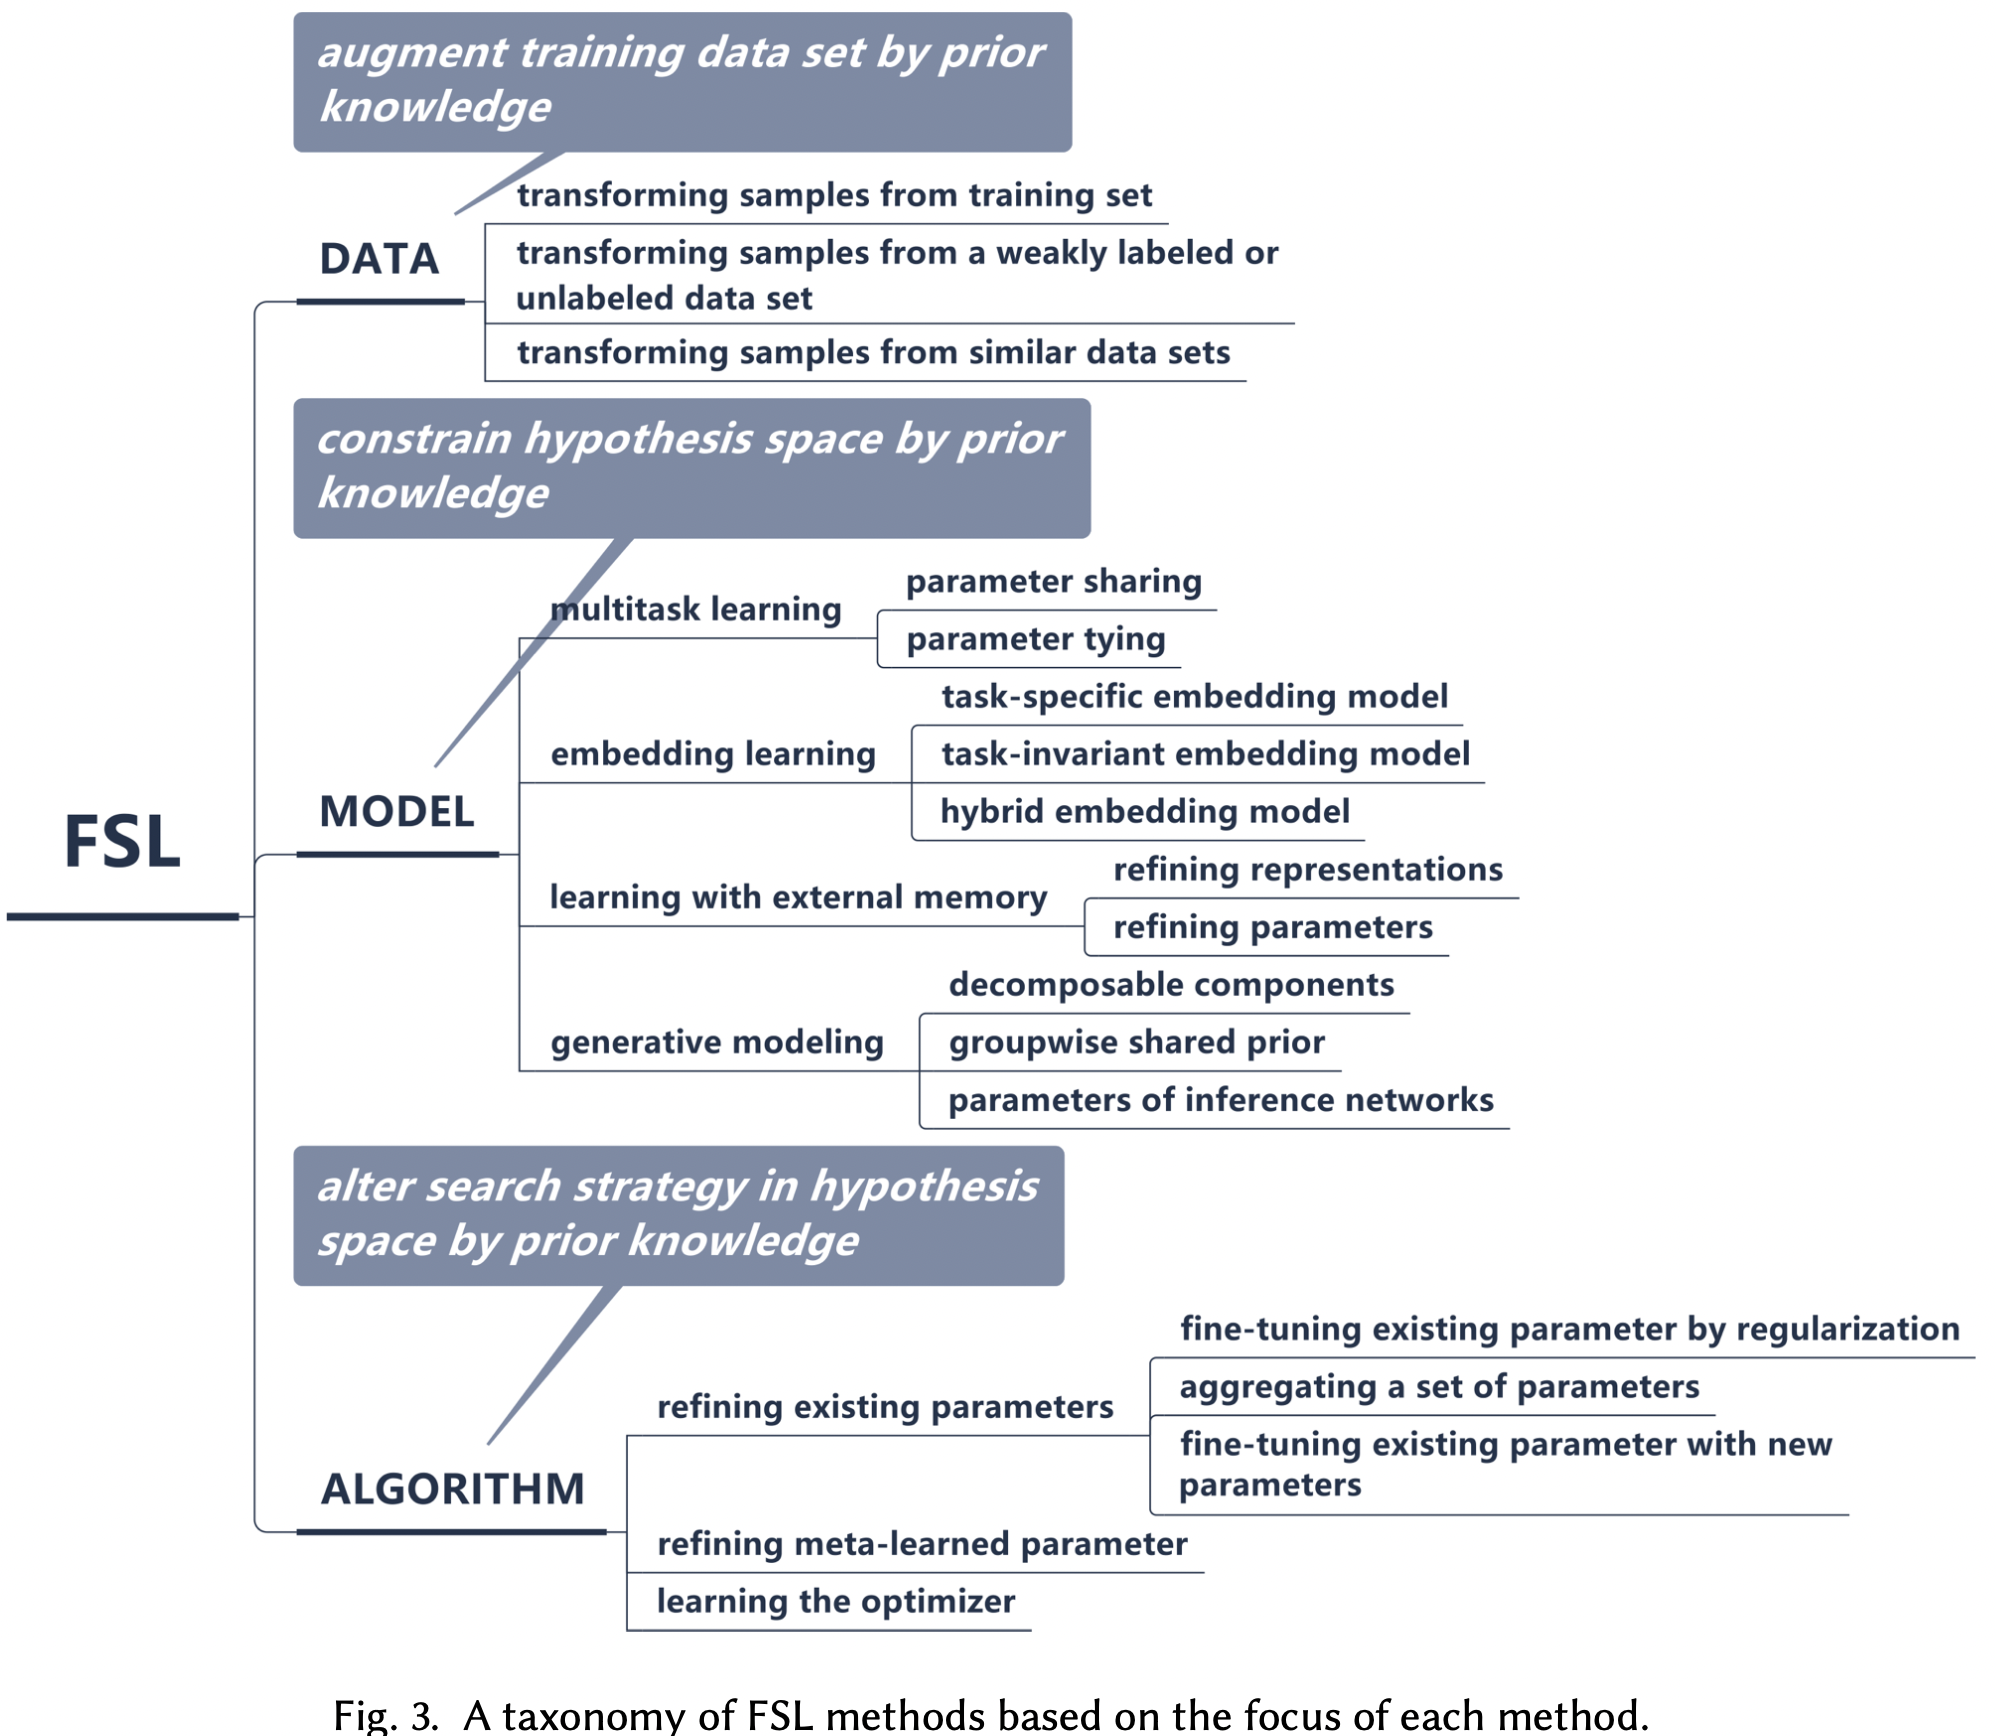 augment training data set by prior
knowledge
transforming samples from training set
DATA
transforming samples from a weakly labeled or
unlabeled data set
transforming samples from similar data sets
constrain hypothesis space by prior
knowledge
multitask learning
parameter sharing
parameter tying
task-specific embedding model
embedding learning
task-invariant embedding model
hybrid embedding model
MODEL
FSL
learning with external memory
refining representations
refining parameters
decomposable components
generative modeling
groupwise shared prior
parameters of inference networks
alter search strategy in hypothesis
space by prior knowledge
fine-tuning existing parameter by regularization
refining existing parameters
aggregating a set of parameters
fine-tuning existing parameter with new
parameters
ALGORITHM
refining meta-learned parameter
learning the optimizer
Fig. 3. A taxonomy of FSL methods based on the focus of each method.